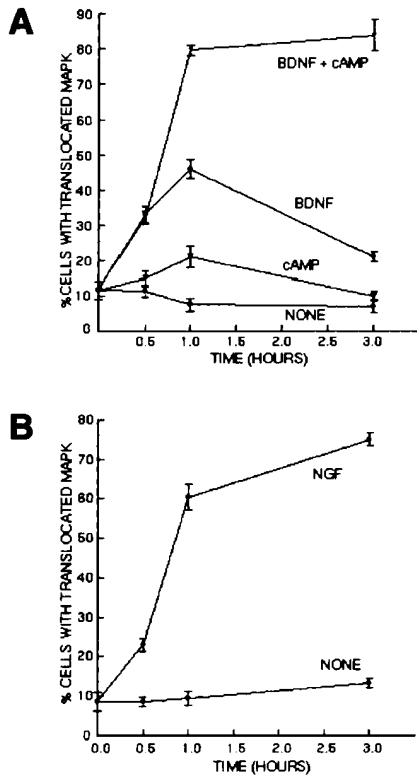 A
90
80
70
60
50
40
30
20
10
0
% CELLS WITH TRANSLOCATED MAPK
BDNF + cAMP
BDNF
cAMP
NONE
0.5 1.0 1.5 2.0 2.5 3.0
TIME (HOURS)
B
80
70
60
50
40
30
20
10
0
% CELLS WITH TRANSLOCATED MAPK
NGF
NONE
0.0 0.5 1.0 1.5 2.0 2.5 3.0
TIME (HOURS)